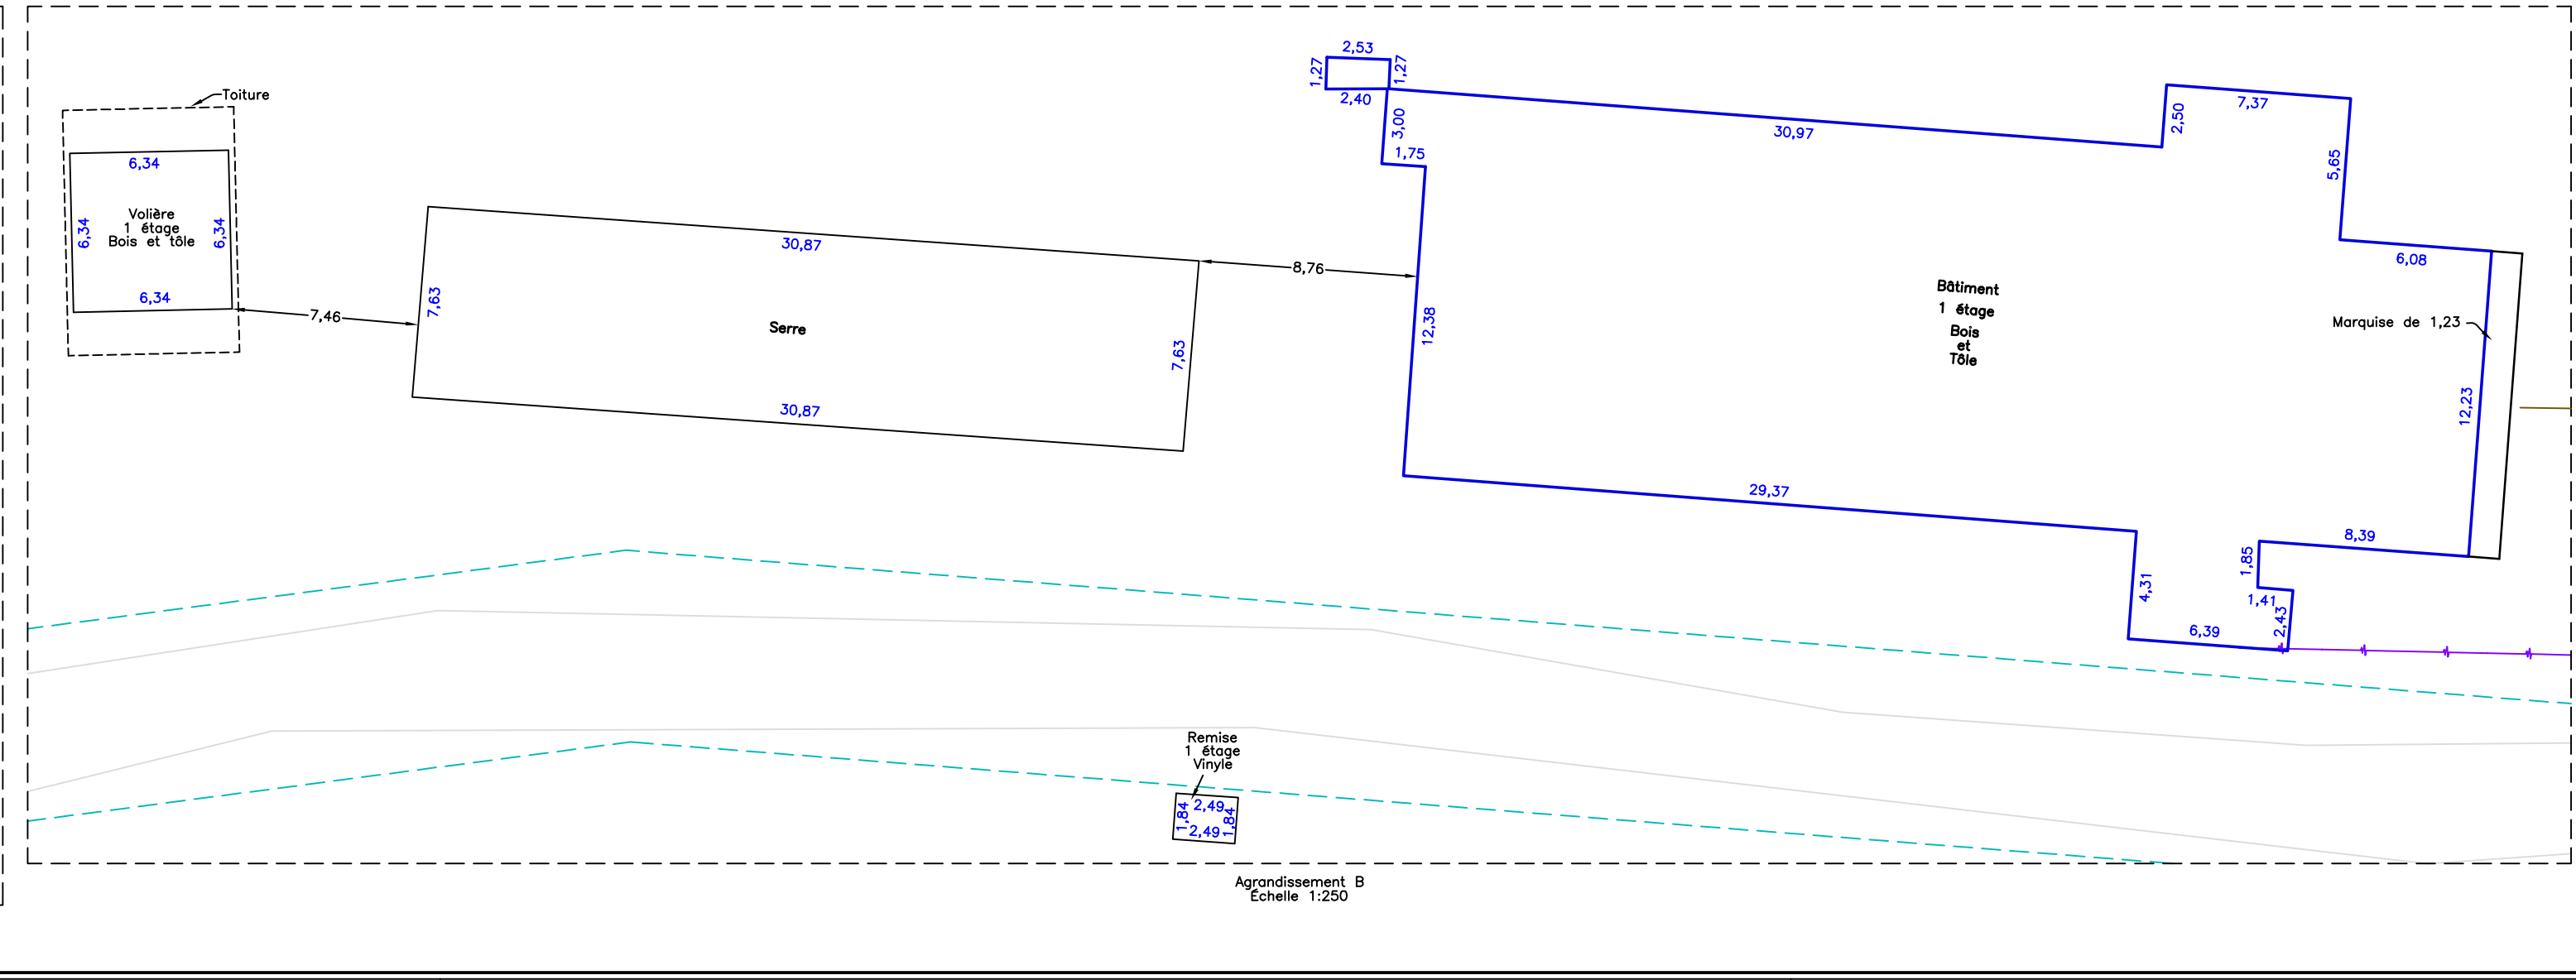 Toiture
6,34
Volière
1 étage
Bois et tôle
6,34
6,34
6,34
7,46
30,87
7,63
Serre
7,63
30,87
8,76
2,53
1,27
1,27
2,40
3,00
1,75
30,97
2,50
7,37
5,65
6,08
12,38
Bâtiment
1 étage
Bois
et
Tôle
Marquise de 1,23
12,23
29,37
8,39
1,85
4,31
1,41
2,43
6,39
Remise
1 étage
Vinyle
2,49
1,84
1,84
2,49
Agrandissement B
Échelle 1:250